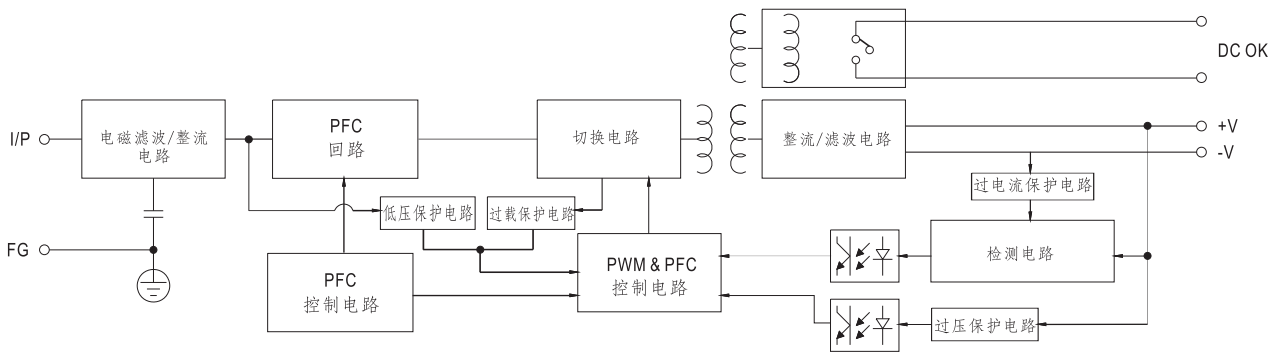 DC OK
I/P
电磁滤波/整流
电路
PFC
回路
切换电路
整流/滤波电路
+V
-V
过电流保护电路
低压保护电路
过载保护电路
FG
PFC
控制电路
PWM & PFC
控制电路
检测电路
过压保护电路